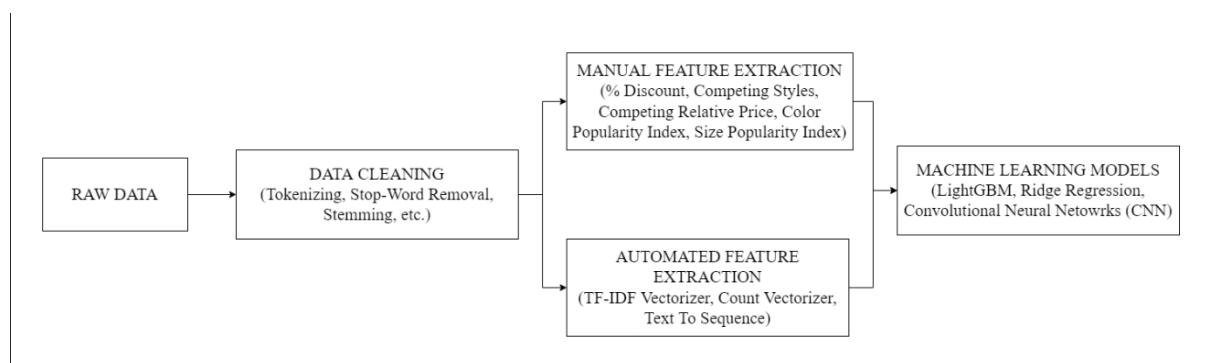 RAW DATA
DATA CLEANING
(Tokenizing, Stop-Word Removal,
Stemming, etc.)
MANUAL FEATURE EXTRACTION
(% Discount, Competing Styles,
Competing Relative Price, Color
Popularity Index, Size Popularity Index)
AUTOMATED FEATURE
EXTRACTION
(TF-IDF Vectorizer, Count Vectorizer,
Text To Sequence)
MACHINE LEARNING MODELS
(LightGBM, Ridge Regression,
Convolutional Neural Netowrks (CNN)